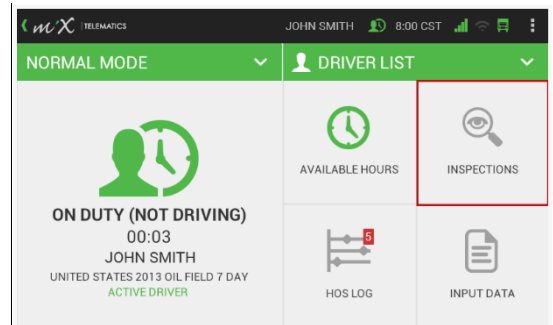 mix TELEMATICS JOHN SMITH 8:00 CST
NORMAL MODE DRIVER LIST
AVAILABLE HOURS INSPECTIONS
ON DUTY (NOT DRIVING)
00:03
JOHN SMITH
UNITED STATES 2013 OIL FIELD 7 DAY
ACTIVE DRIVER
5
HOS LOG INPUT DATA